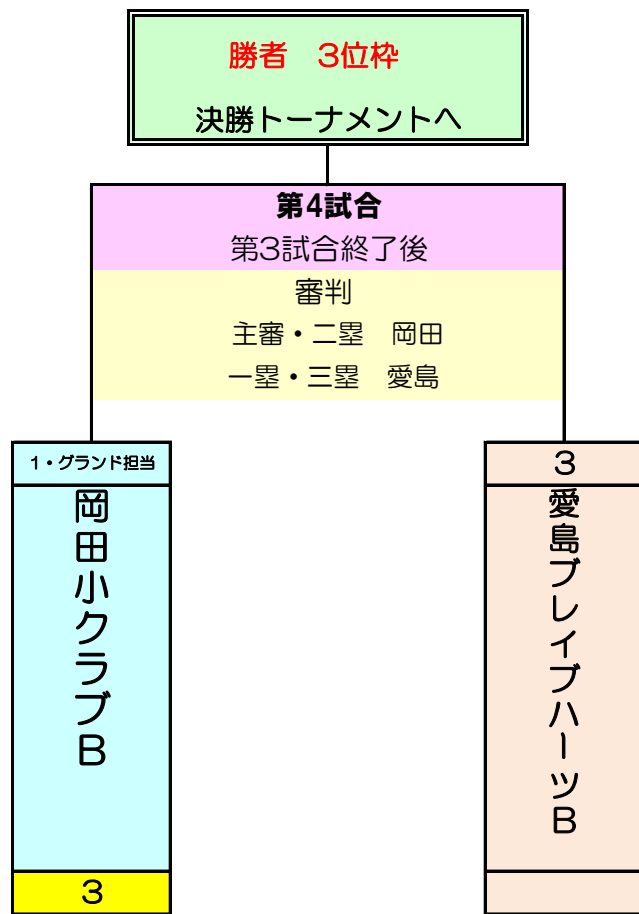 勝者　3位枠
決勝トーナメントへ
第4試合
第3試合終了後
審判
主審・二塁　岡田
一塁・三塁　愛島
1・グランド担当
岡田小クラブB
3
3
愛島ブレイブハーツB